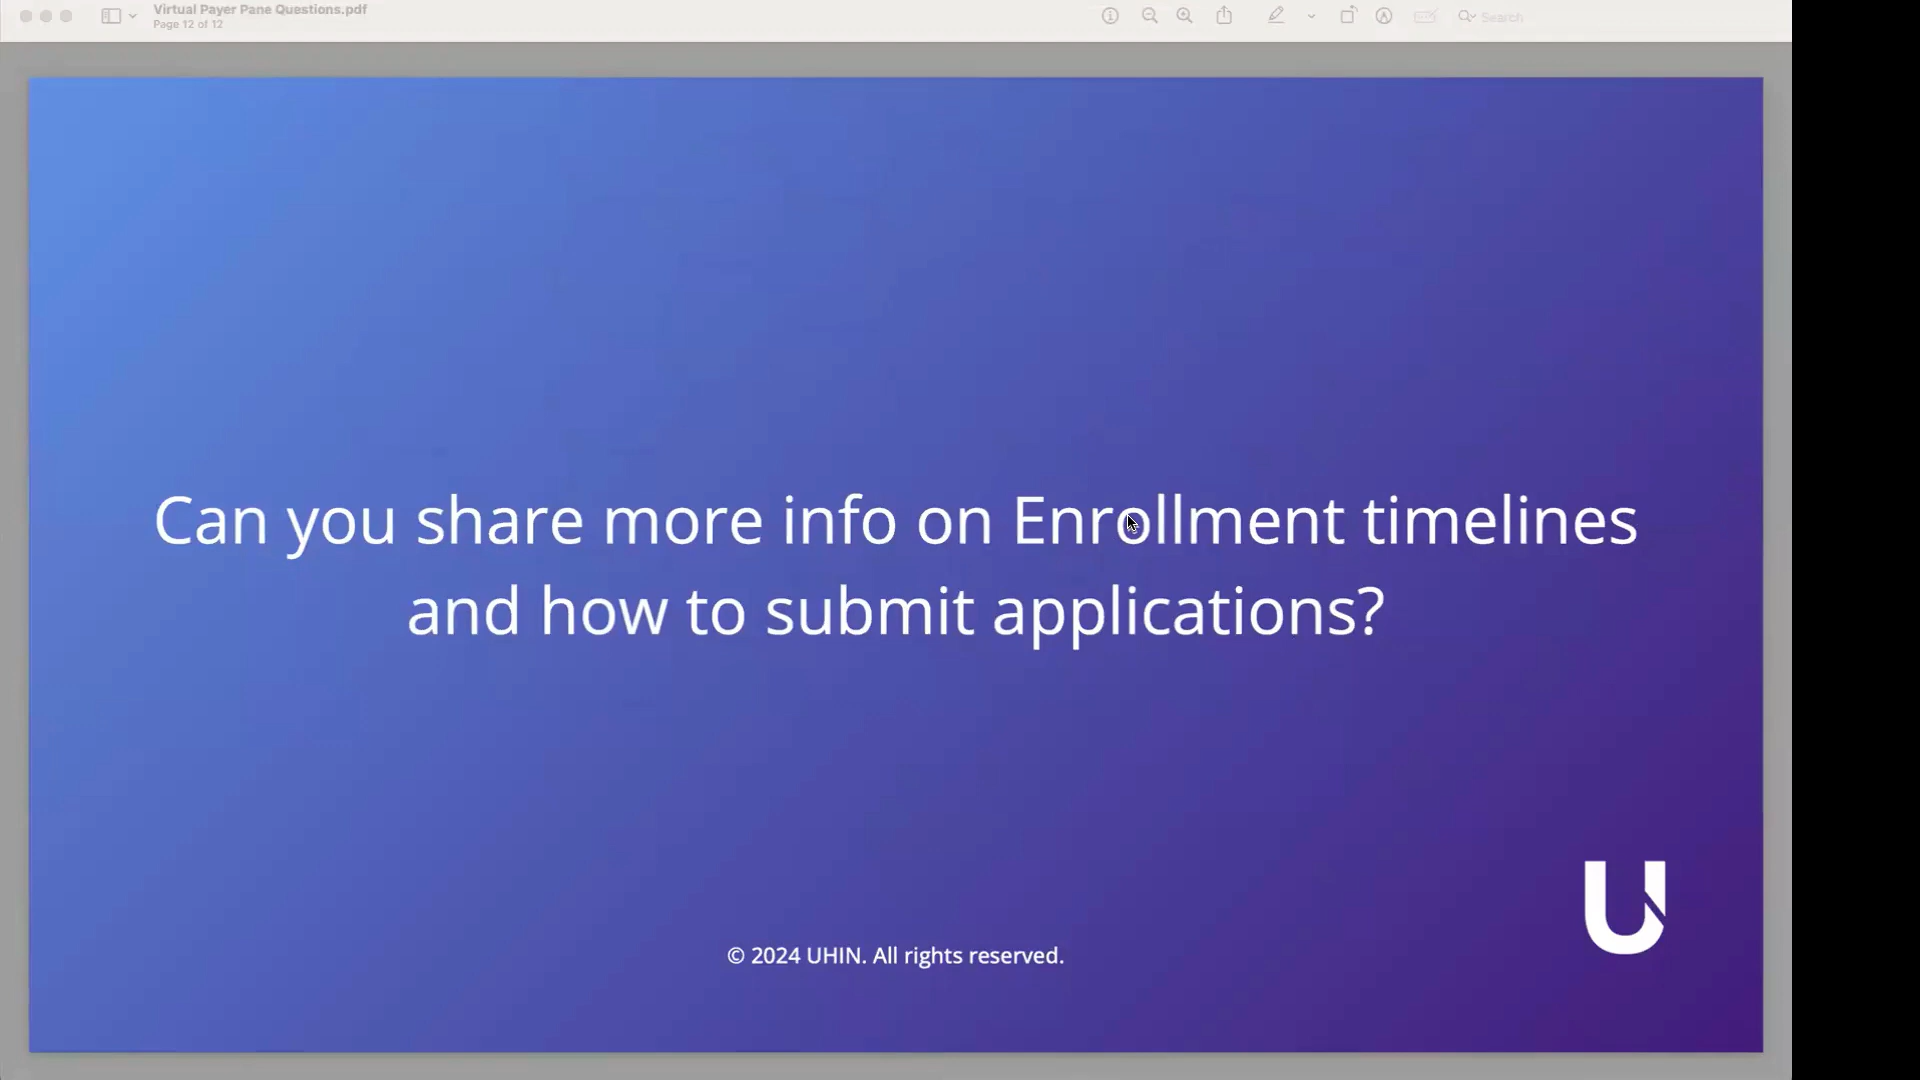 Virtual Payer Pane Questions.pdf
Page 12 of 12
Search
Can you share more info on Enrollment timelines
and how to submit applications?
U
© 2024 UHIN. All rights reserved.